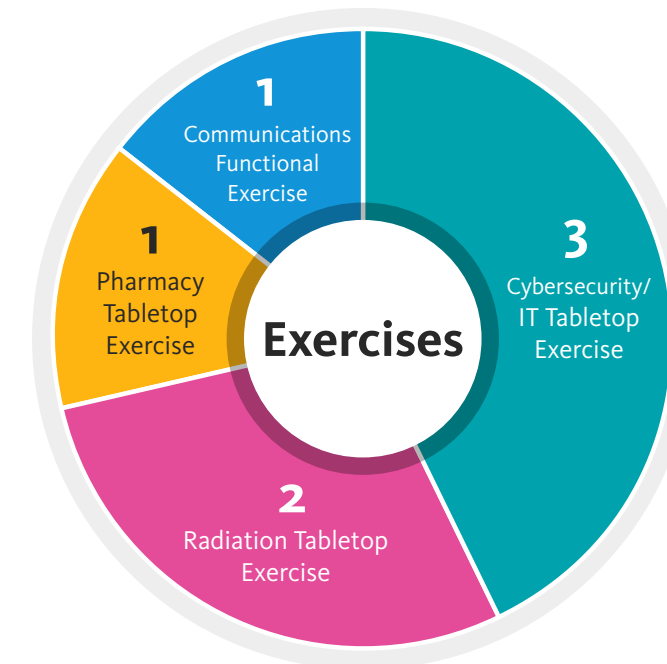 1
Communications
Functional
Exercise
3
Cybersecurity/
IT Tabletop
Exercise
1
Pharmacy
Tabletop
Exercise
Exercises
2
Radiation Tabletop
Exercise